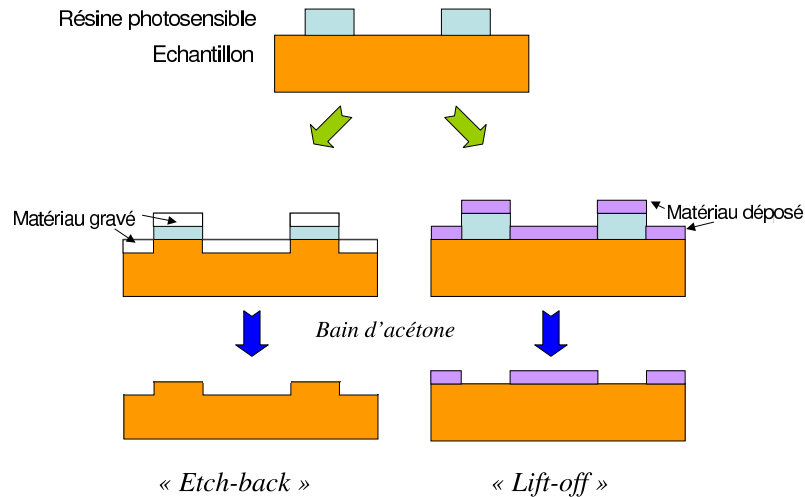 Résine photosensible
Echantillon
Matériau gravé
Matériau déposé
Bain d’acétone
« Etch-back »
« Lift-off »